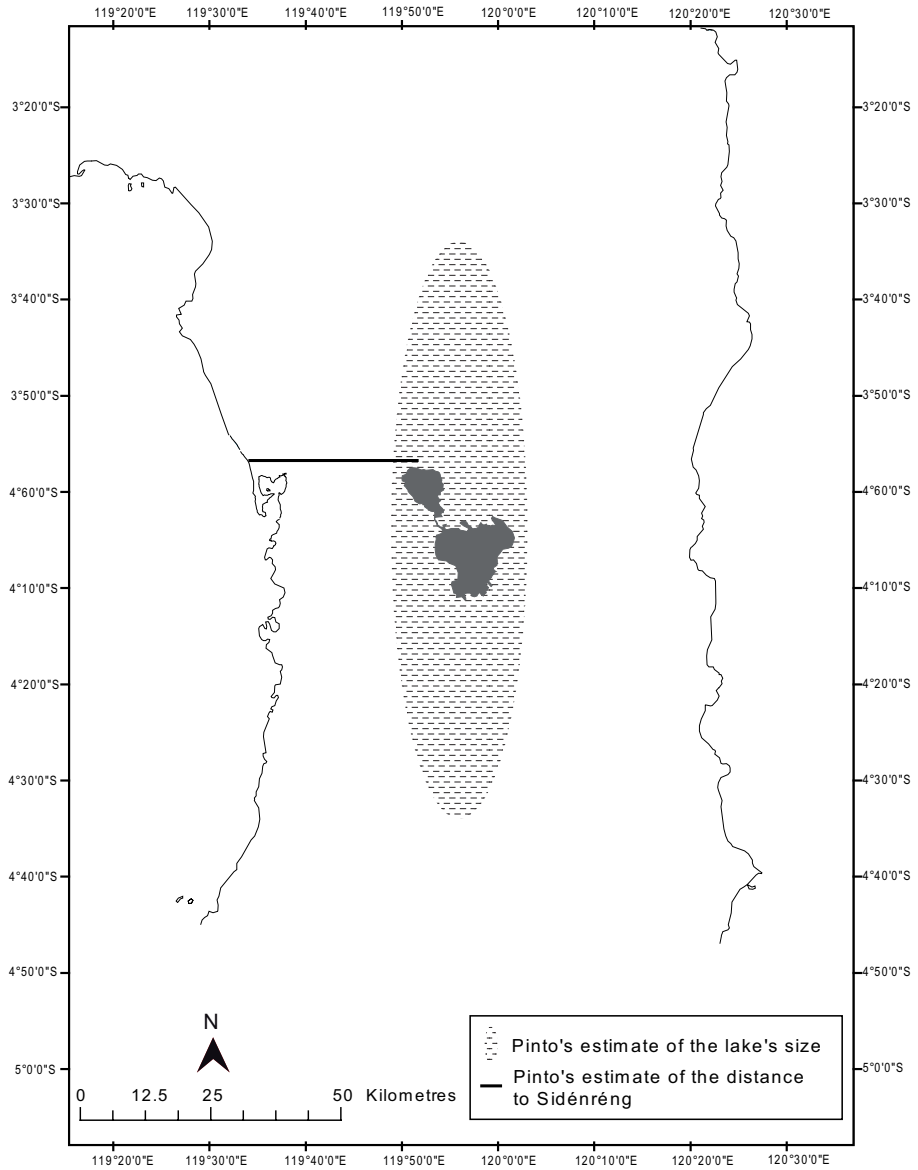 119°20'0"E 119°30'0"E 119°40'0"E 119°50'0"E 120°0'0"E 120°10'0"E 120°20'0"E 120°30'0"E
3°20'0"S 3°20'0"S
3°30'0"S 3°30'0"S
3°40'0"S 3°40'0"S
3°50'0"S 3°50'0"S
4°60'0"S 4°60'0"S
4°10'0"S 4°10'0"S
4°20'0"S 4°20'0"S
4°30'0"S 4°30'0"S
4°40'0"S 4°40'0"S
4°50'0"S 4°50'0"S
N
Pinto's estimate of the lake's size
5°0'0"S 5°0'0"S
Pinto's estimate of the distance
to Sidénréng
0 12.5 25 50 Kilometres
119°20'0"E 119°30'0"E 119°40'0"E 119°50'0"E 120°0'0"E 120°10'0"E 120°20'0"E 120°30'0"E